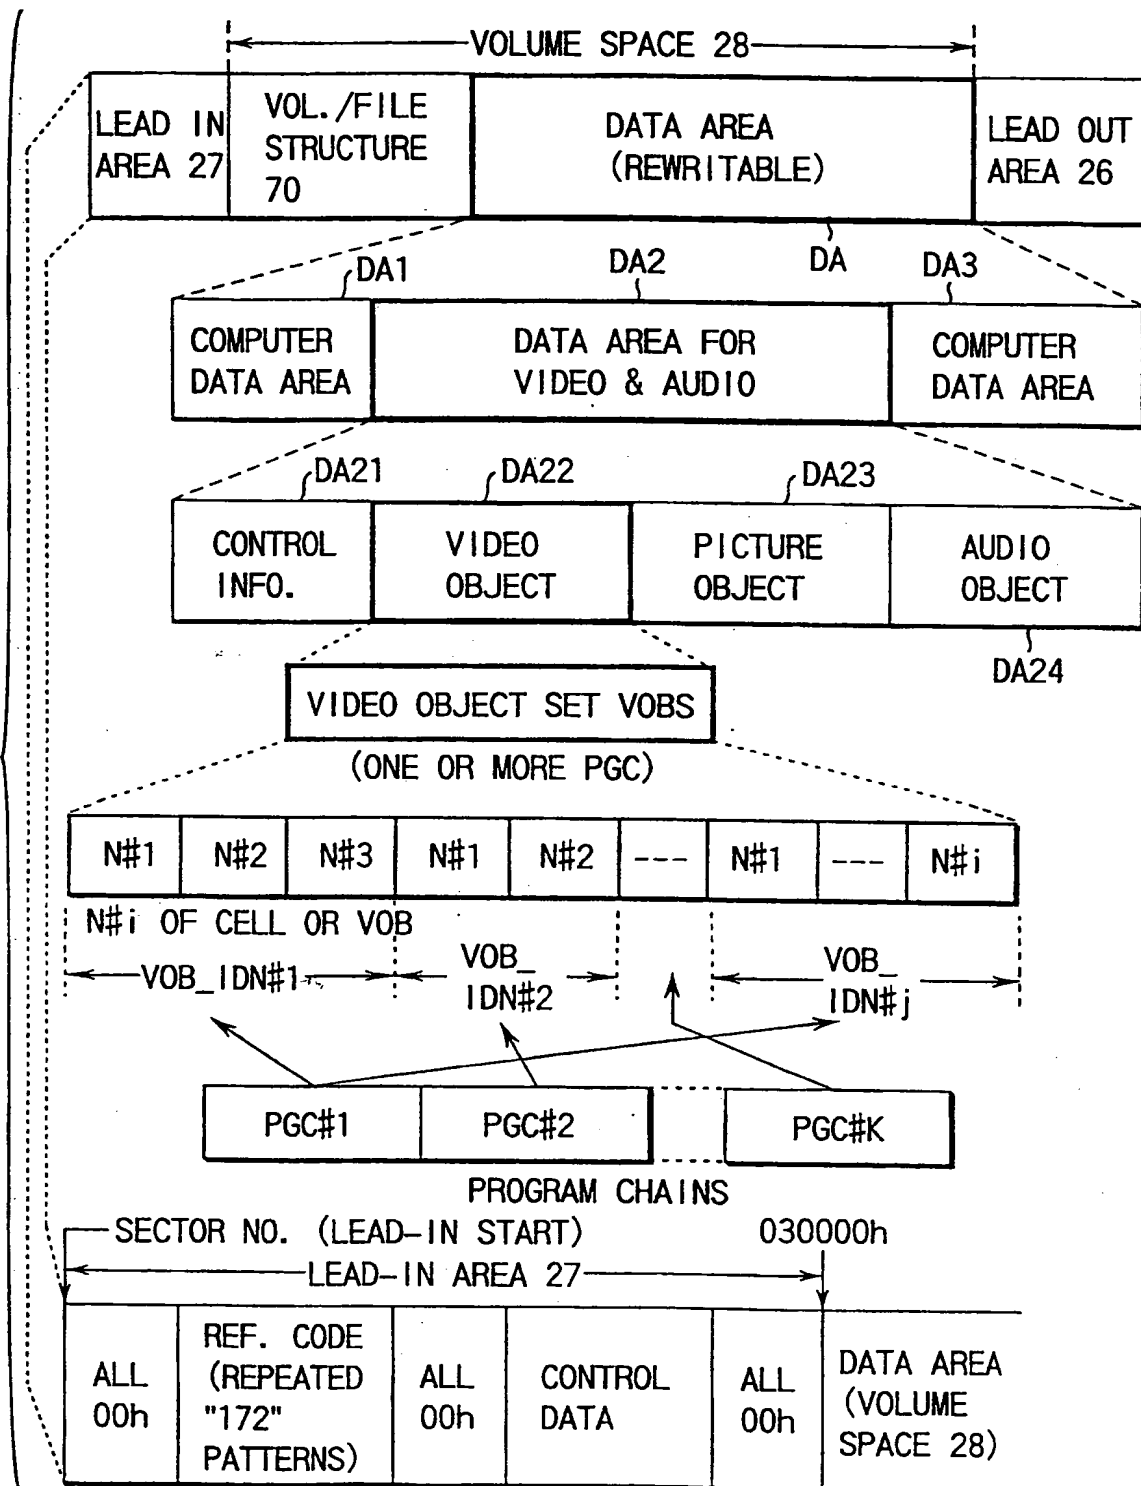 VOLUME SPACE 28
LEAD IN
AREA 27
VOL./FILE
STRUCTURE
70
DATA AREA
(REWRITABLE)
LEAD OUT
AREA 26
DA1
DA2
DA
DA3
COMPUTER
DATA AREA
DATA AREA FOR
VIDEO & AUDIO
COMPUTER
DATA AREA
DA21
DA22
DA23
CONTROL
INFO.
VIDEO
OBJECT
PICTURE
OBJECT
AUDIO
OBJECT
DA24
VIDEO OBJECT SET VOBS
(ONE OR MORE PGC)
N#1 N#2 N#3 N#1 N#2 --- N#1 --- N#i
N#i OF CELL OR VOB
VOB_IDN#1
VOB_
IDN#2
VOB_
IDN#j
PGC#1 PGC#2 PGC#K
PROGRAM CHAINS
SECTOR NO. (LEAD-IN START) 030000h
LEAD-IN AREA 27
ALL
00h
REF. CODE
(REPEATED
"172"
PATTERNS)
ALL
00h
CONTROL
DATA
ALL
00h
DATA AREA
(VOLUME
SPACE 28)